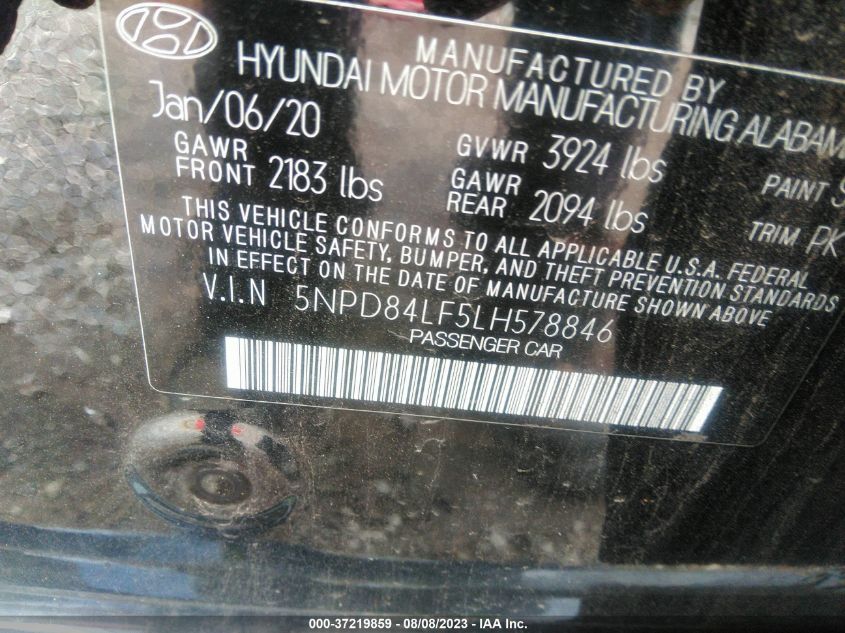 MANUFACTURED BY
HYUNDAI MOTOR MANUFACTURING ALABAM
Jan/06/20
GAWR FRONT 2183 lbs
GVWR 3924 lbs
GAWR REAR 2094 lbs
PAINT S
TRIM PK
THIS VEHICLE CONFORMS TO ALL APPLICABLE U.S.A. FEDERAL
MOTOR VEHICLE SAFETY, BUMPER, AND THEFT PREVENTION STANDARDS
IN EFFECT ON THE DATE OF MANUFACTURE SHOWN ABOVE
V.I.N 5NPD84LF5LH578846
PASSENGER CAR
000-37219859 - 08/08/2023 - IAA Inc.